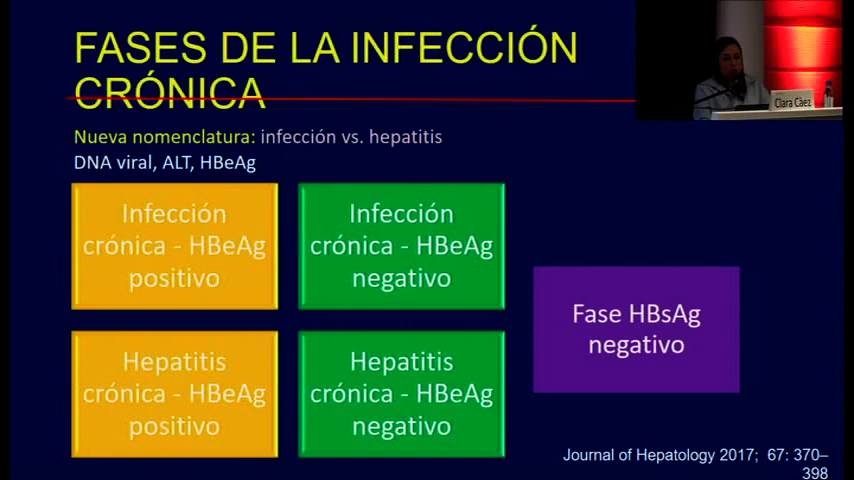 FASES DE LA INFECCIÓN
CRÓNICA
Nueva nomenclatura: infección vs. hepatitis
DNA viral, ALT, HBeAg
Infección
crónica - HBeAg
positivo
Infección
crónica - HBeAg
negativo
Hepatitis
crónica - HBeAg
positivo
Hepatitis
crónica - HBeAg
negativo
Fase HBsAg
negativo
Journal of Hepatology 2017; 67: 370–
398
Clara Càez